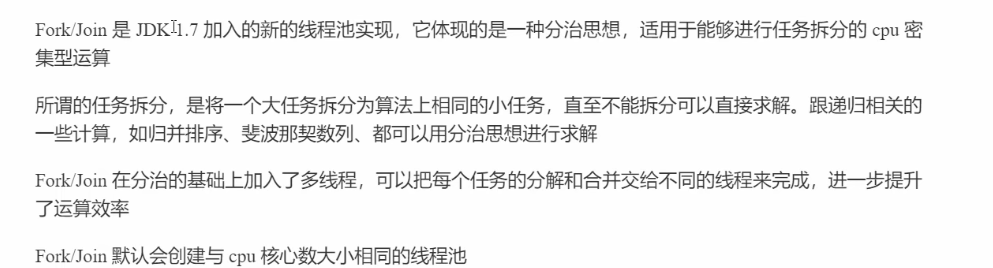 Fork/Join 是 JDK 1.7 加入的新的线程池实现，它体现的是一种分治思想，适用于能够进行任务拆分的 cpu 密
集型运算
所谓的任务拆分，是将一个大任务拆分为算法上相同的小任务，直至不能拆分可以直接求解。跟递归相关的
一些计算，如归并排序、斐波那契数列、都可以用分治思想进行求解
Fork/Join 在分治的基础上加入了多线程，可以把每个任务的分解和合并交给不同的线程来完成，进一步提升
了运算效率
Fork/Join 默认会创建与 cpu 核心数大小相同的线程池